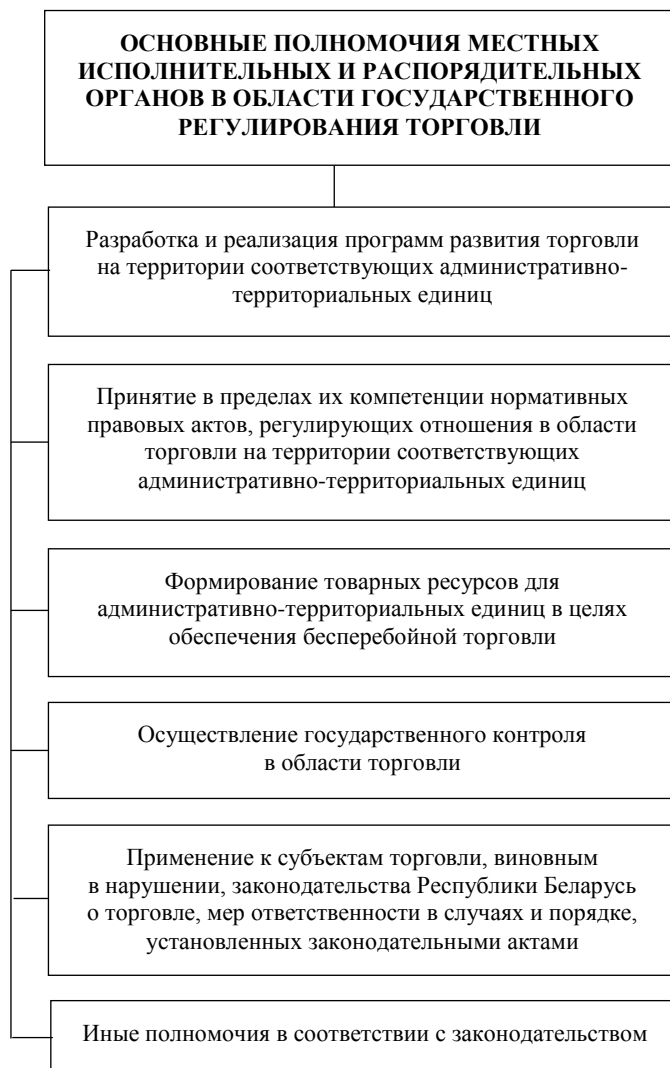 ОСНОВНЫЕ ПОЛНОМОЧИЯ МЕСТНЫХ
ИСПОЛНИТЕЛЬНЫХ И РАСПОРЯДИТЕЛЬНЫХ
ОРГАНОВ В ОБЛАСТИ ГОСУДАРСТВЕННОГО
РЕГУЛИРОВАНИЯ ТОРГОВЛИ
Разработка и реализация программ развития торговли
на территории соответствующих административно-
территориальных единиц
Принятие в пределах их компетенции нормативных
правовых актов, регулирующих отношения в области
торговли на территории соответствующих
административно-территориальных единиц
Формирование товарных ресурсов для
административно-территориальных единиц в целях
обеспечения бесперебойной торговли
Осуществление государственного контроля
в области торговли
Применение к субъектам торговли, виновным
в нарушении, законодательства Республики Беларусь
о торговле, мер ответственности в случаях и порядке,
установленных законодательными актами
Иные полномочия в соответствии с законодательством